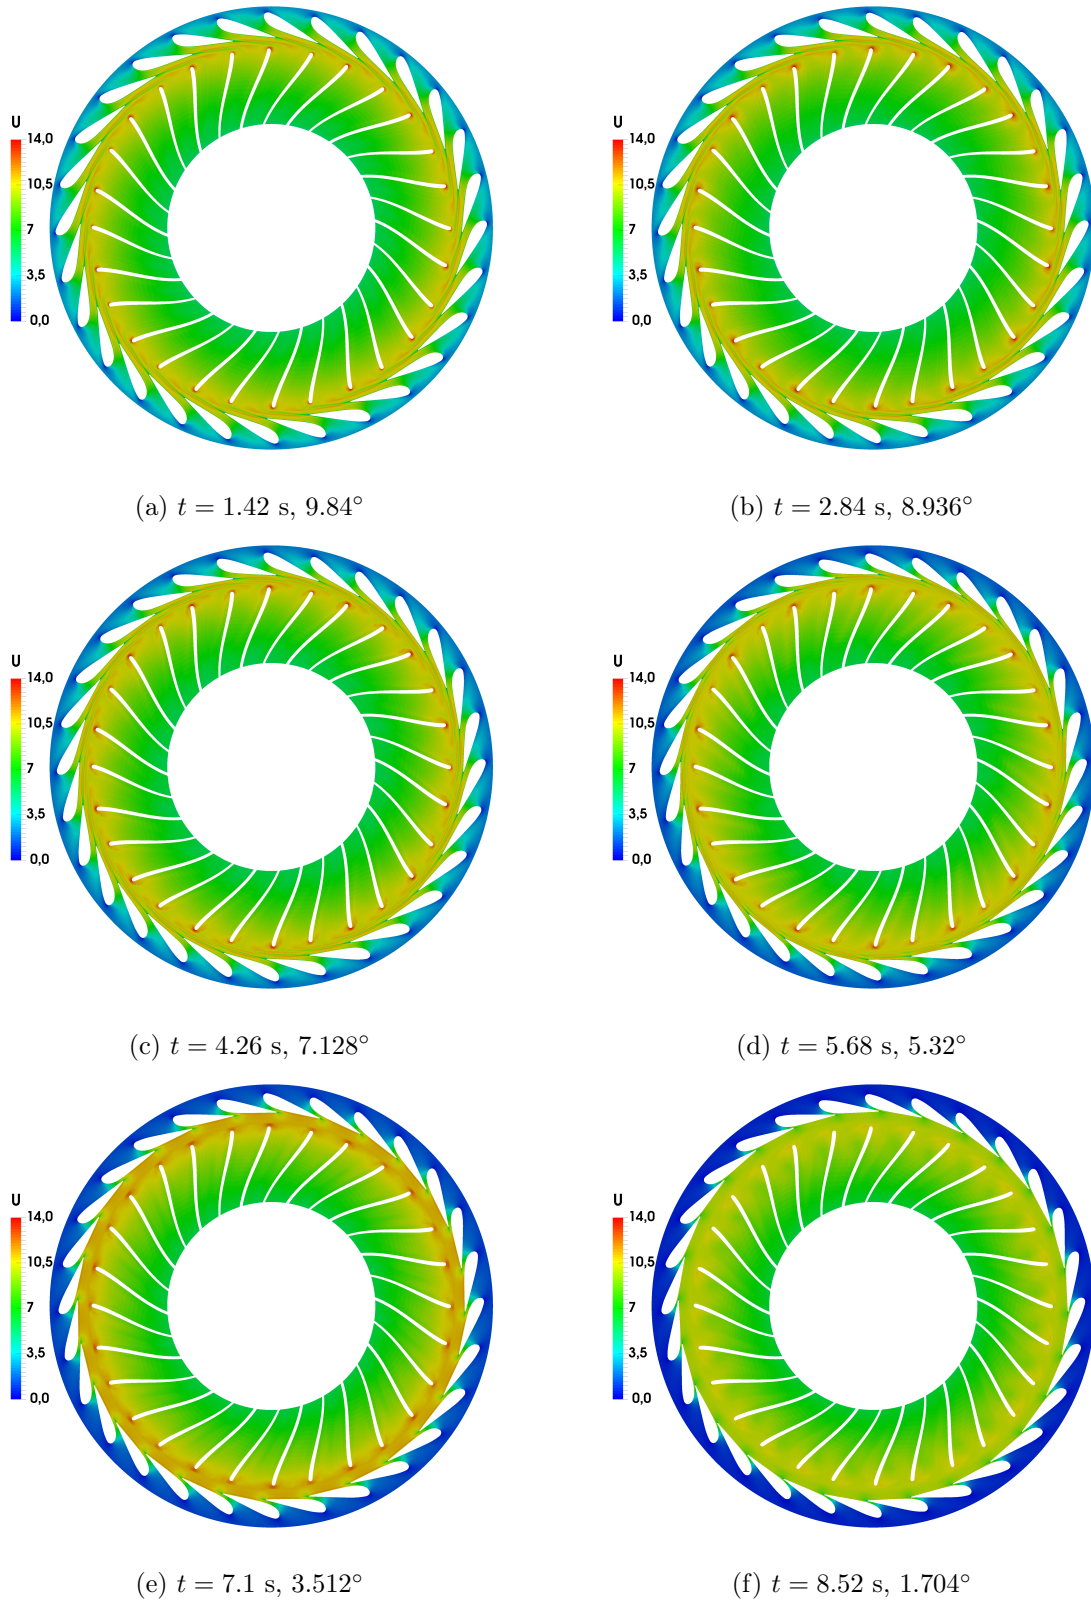 U
14,0
10,5
7
3,5
0,0
U
14,0
10,5
7
3,5
0,0
(a) t = 1.42 s, 9.84°
(b) t = 2.84 s, 8.936°
U
14,0
10,5
7
3,5
0,0
U
14,0
10,5
7
3,5
0,0
(c) t = 4.26 s, 7.128°
(d) t = 5.68 s, 5.32°
U
14,0
10,5
7
3,5
0,0
U
14,0
10,5
7
3,5
0,0
(e) t = 7.1 s, 3.512°
(f) t = 8.52 s, 1.704°